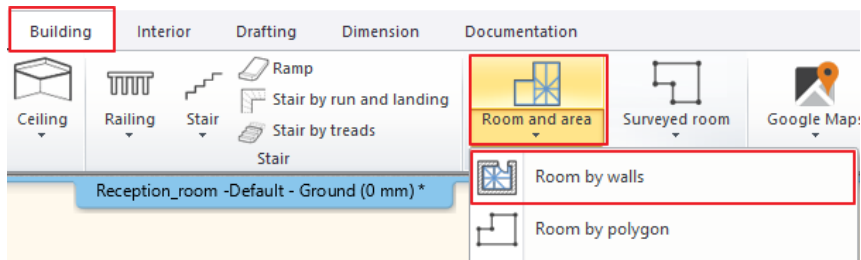 Building Interior Drafting Dimension Documentation
Ceiling
Railing
Stair
Ramp
Stair by run and landing
Stair by treads
Stair
Room and area
Surveyed room
Google Maps
Reception_room -Default - Ground (0 mm) *
Room by walls
Room by polygon